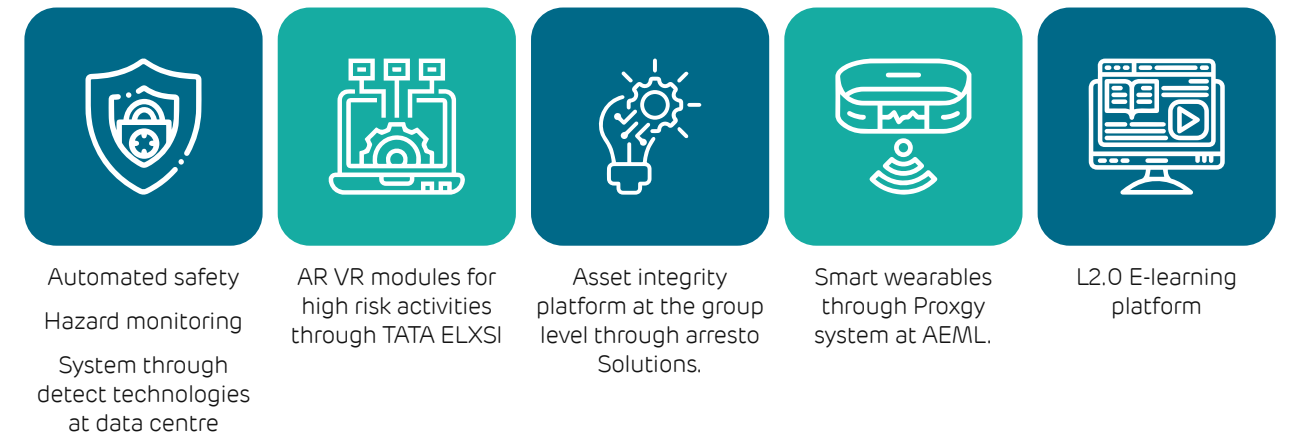 Automated safety
Hazard monitoring
System through
detect technologies
at data centre
AR VR modules for
high risk activities
through TATA ELXSI
Asset integrity
platform at the group
level through arresto
Solutions.
Smart wearables
through Proxgy
system at AEML.
L2.0 E-learning
platform